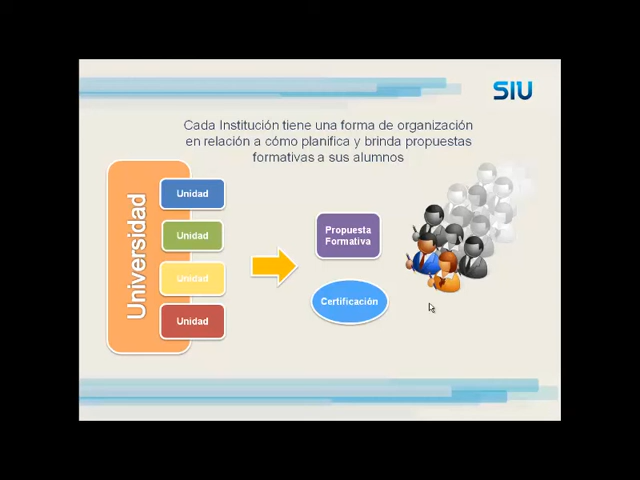 SIU
Cada Institución tiene una forma de organización
en relación a cómo planifica y brinda propuestas
formativas a sus alumnos
Universidad
Unidad
Unidad
Unidad
Unidad
Propuesta
Formativa
Certificación